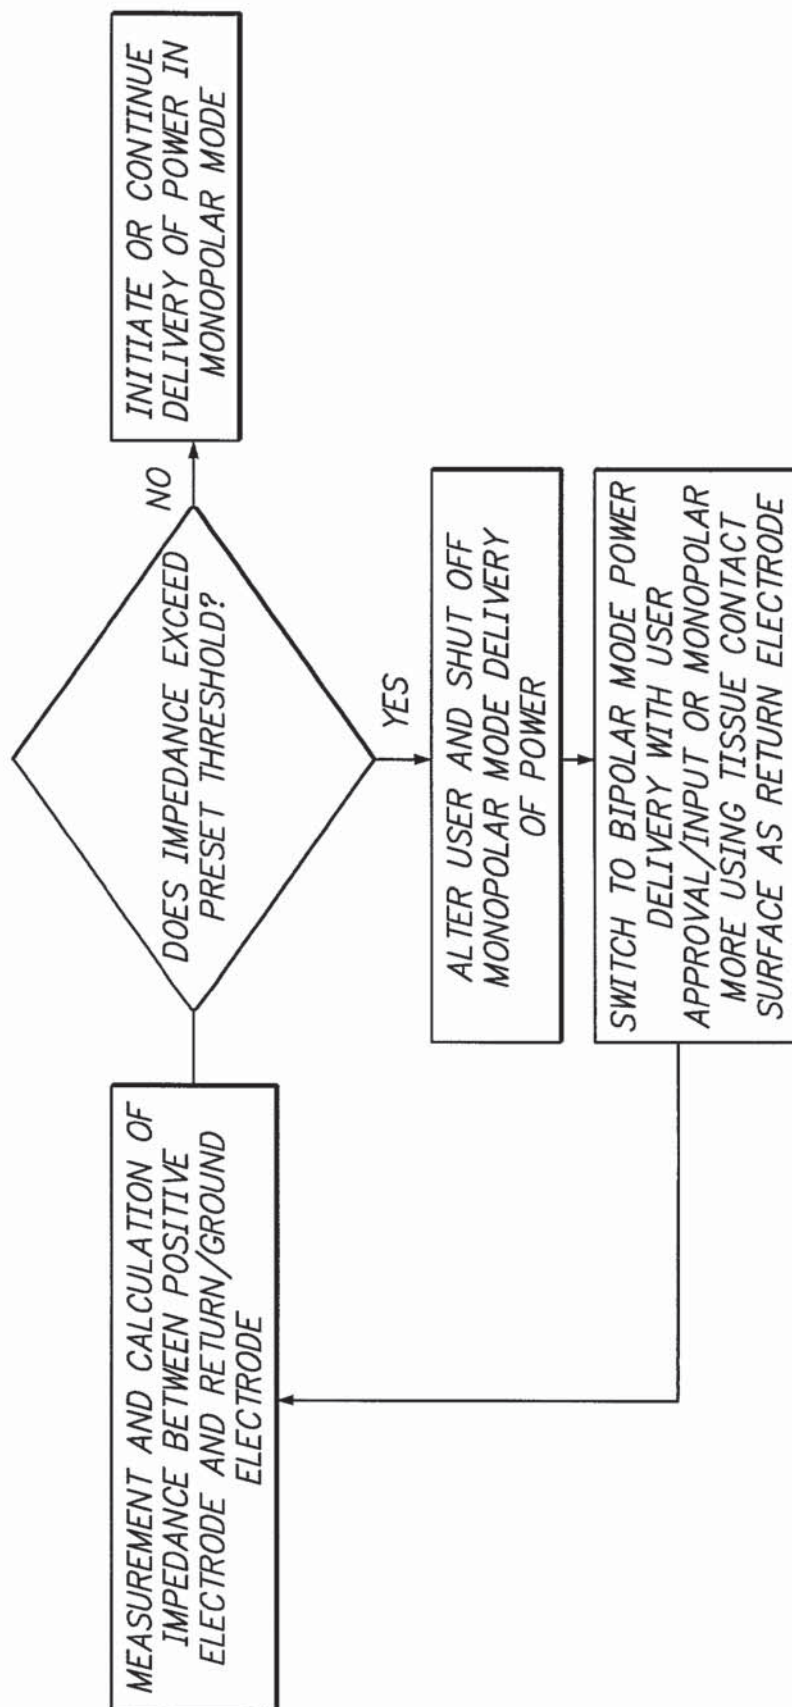 MEASUREMENT AND CALCULATION OF
IMPEDANCE BETWEEN POSITIVE
ELECTRODE AND RETURN/GROUND
ELECTRODE
DOES IMPEDANCE EXCEED
PRESET THRESHOLD?
NO
INITIATE OR CONTINUE
DELIVERY OF POWER IN
MONOPOLAR MODE
YES
ALTER USER AND SHUT OFF
MONOPOLAR MODE DELIVERY
OF POWER
SWITCH TO BIPOLAR MODE POWER
DELIVERY WITH USER
APPROVAL/INPUT OR MONOPOLAR
MORE USING TISSUE CONTACT
SURFACE AS RETURN ELECTRODE